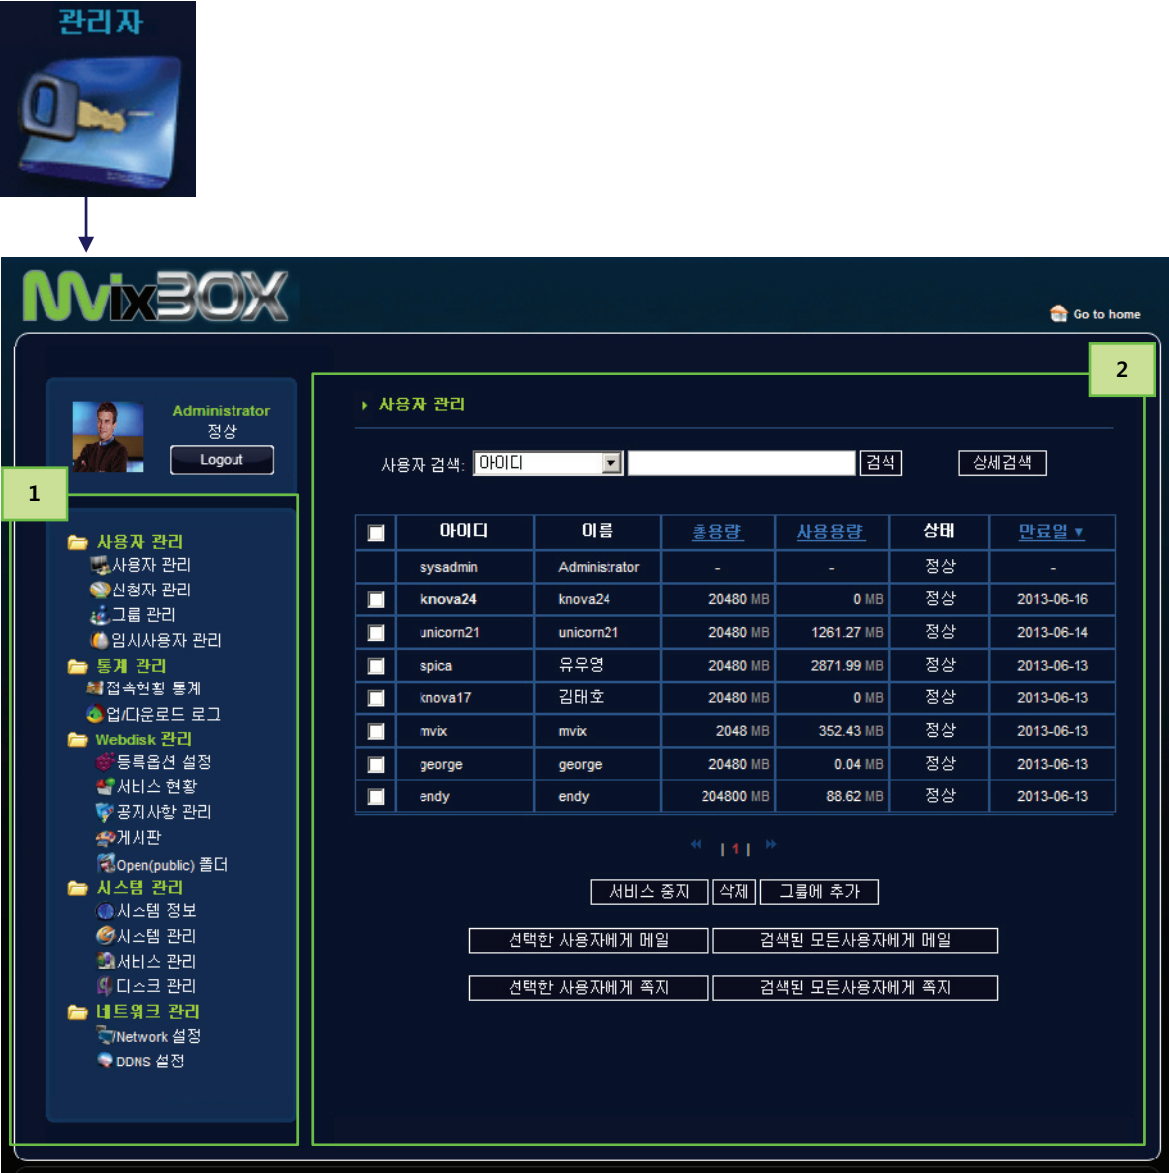 관리자
MvixBOX
Go to home
2
Administrator
정상
Logout
1
사용자 관리
사용자 관리
신청자 관리
그룹 관리
임시사용자 관리
통계 관리
접속현황 통계
업/다운로드 로그
Webdisk 관리
등록옵션 설정
서비스 현황
공지사항 관리
게시판
Open(public) 폴더
시스템 관리
시스템 정보
시스템 관리
서비스 관리
디스크 관리
네트워크 관리
Network 설정
DDNS 설정
사용자 관리
사용자 검색: 아이디 검색 상세검색
아이디 이름 총용량 사용용량 상태 만료일 ▼
sysadmin Administrator - - 정상 -
knova24 knova24 20480 MB 0 MB 정상 2013-06-16
unicorn21 unicorn21 20480 MB 1261.27 MB 정상 2013-06-14
spica 유우영 20480 MB 2871.99 MB 정상 2013-06-13
knova17 김태호 20480 MB 0 MB 정상 2013-06-13
mvix mvix 2048 MB 352.43 MB 정상 2013-06-13
george george 20480 MB 0.04 MB 정상 2013-06-13
endy endy 204800 MB 88.62 MB 정상 2013-06-13
| 1 |
서비스 중지 삭제 그룹에 추가
선택한 사용자에게 메일 검색된 모든사용자에게 메일
선택한 사용자에게 쪽지 검색된 모든사용자에게 쪽지